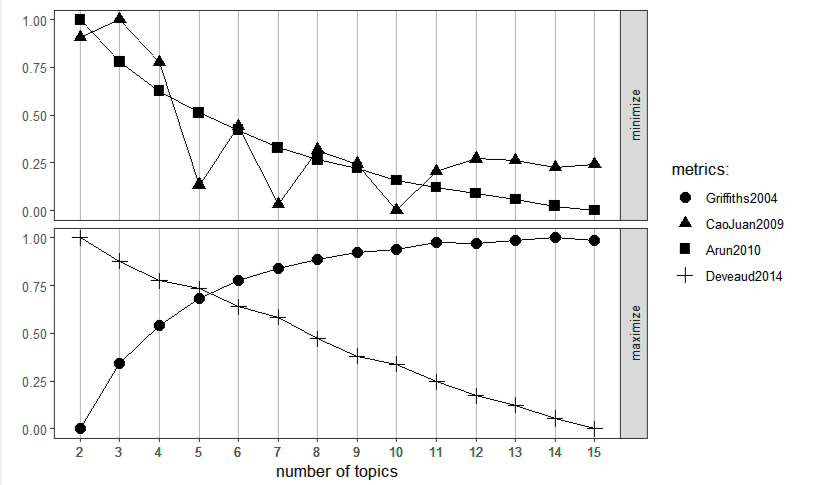 1.00
0.75
0.50
0.25
0.00
minimize
1.00
0.75
0.50
0.25
0.00
maximize
2 3 4 5 6 7 8 9 10 11 12 13 14 15
number of topics
metrics:
Griffiths2004
CaoJuan2009
Arun2010
Deveaud2014